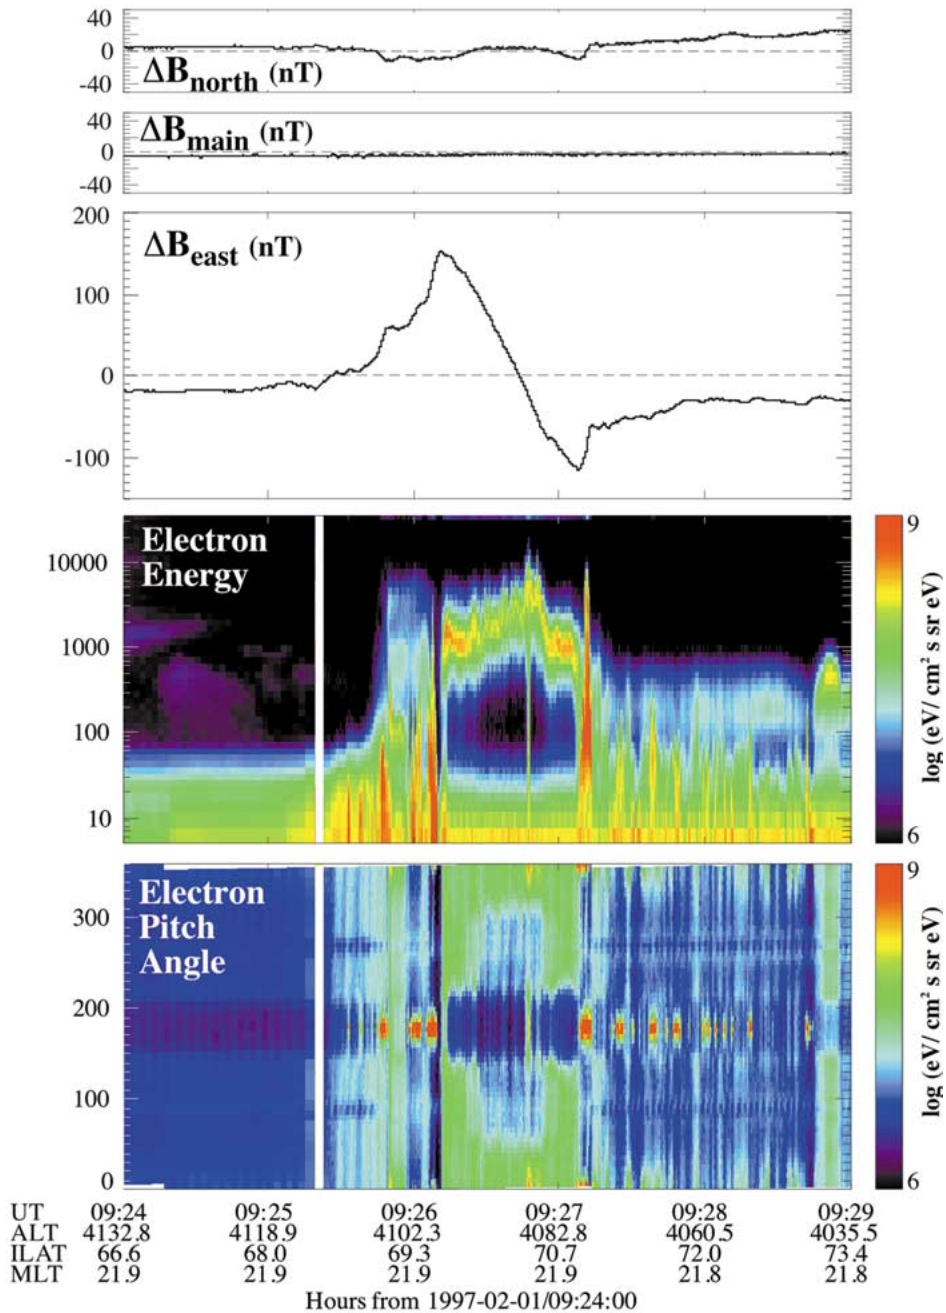 40
0
-40
ΔB_north (nT)
40
0
-40
ΔB_main (nT)
200
100
0
-100
ΔB_east (nT)
Electron
Energy
10000
1000
100
10
9
6
log (eV/ cm² s sr eV)
Electron
Pitch
Angle
300
200
100
0
9
6
log (eV/ cm² s sr eV)
UT 09:24 09:25 09:26 09:27 09:28 09:29
ALT 4132.8 4118.9 4102.3 4082.8 4060.5 4035.5
ILAT 66.6 68.0 69.3 70.7 72.0 73.4
MLT 21.9 21.9 21.9 21.9 21.8 21.8
Hours from 1997-02-01/09:24:00